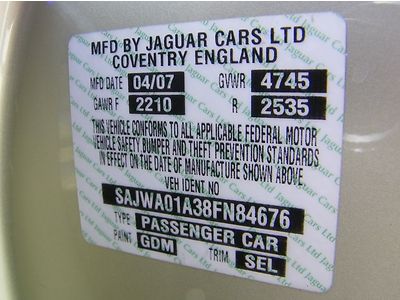 MFD BY JAGUAR CARS LTD
COVENTRY ENGLAND
MFD DATE 04/07 GVWR 4745
GAWR F 2210 R 2535
THIS VEHICLE CONFORMS TO ALL APPLICABLE FEDERAL MOTOR
VEHICLE SAFETY BUMPER AND THEFT PREVENTION STANDARDS
IN EFFECT ON THE DATE OF MANUFACTURE SHOWN ABOVE
VEH IDENT NO
SAJWA01A38FN84676
TYPE PASSENGER CAR
PAINT GDM TRIM SEL